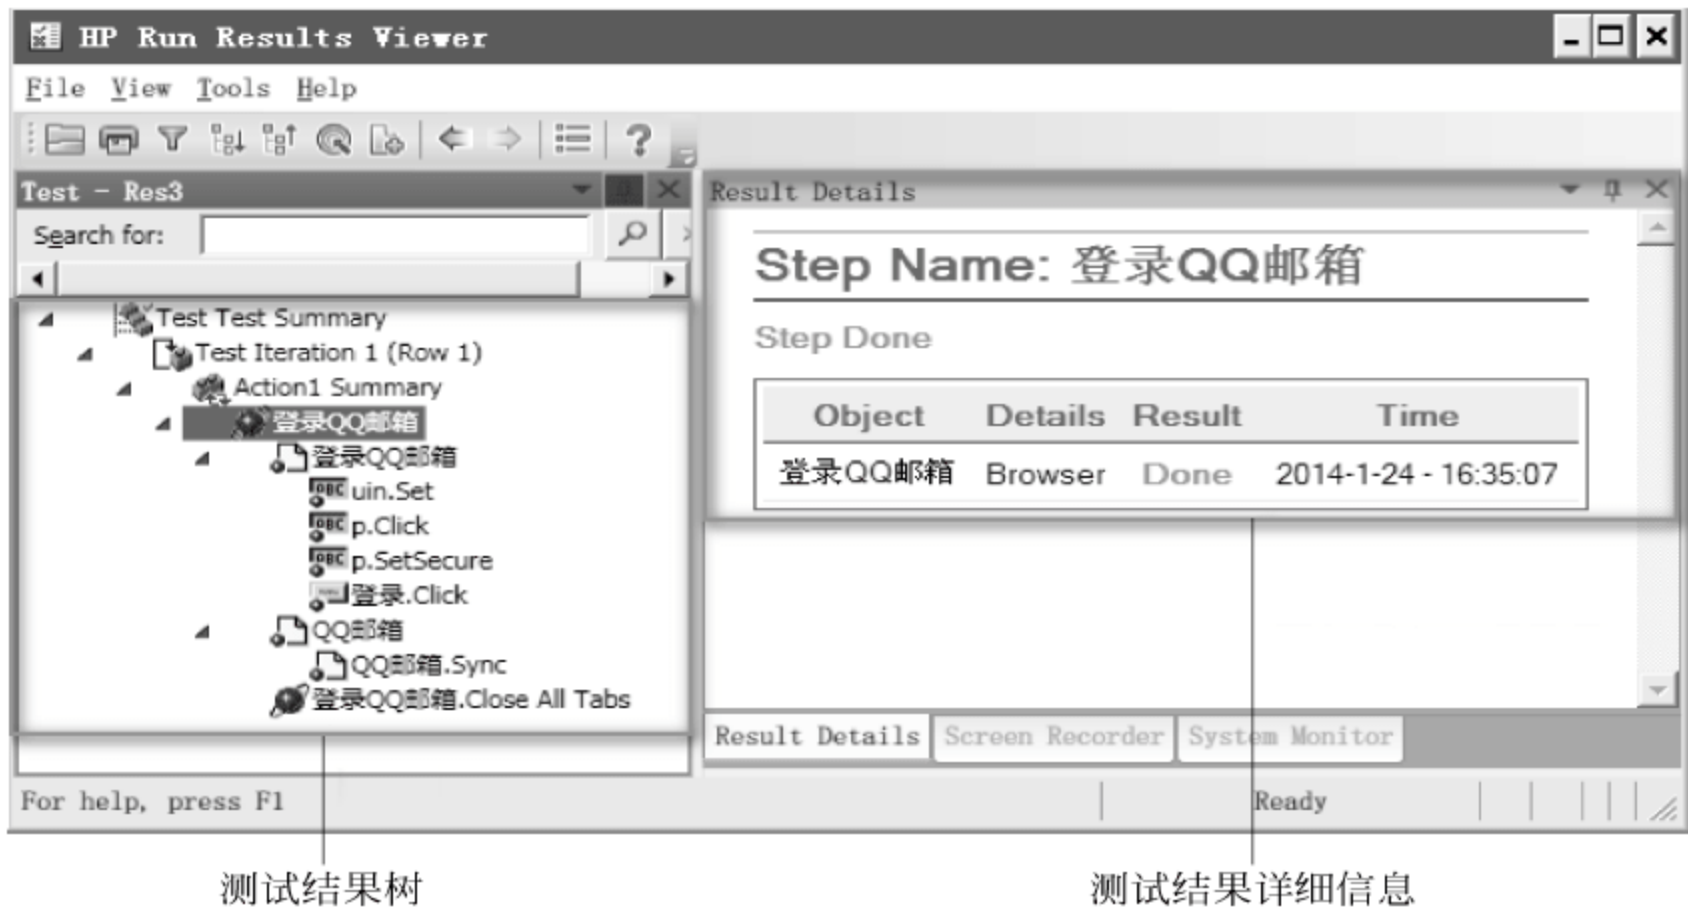 HP Run Results Viewer
File View Tools Help
Test - Res3
Search for:
Test Test Summary
Test Iteration 1 (Row 1)
Action1 Summary
登录QQ邮箱
登录QQ邮箱
uin.Set
p.Click
p.SetSecure
登录.Click
QQ邮箱
QQ邮箱.Sync
登录QQ邮箱.Close All Tabs
Result Details
Step Name: 登录QQ邮箱
Step Done
Object Details Result Time
登录QQ邮箱 Browser Done 2014-1-24 - 16:35:07
Result Details Screen Recorder System Monitor
For help, press F1 Ready
测试结果树 测试结果详细信息